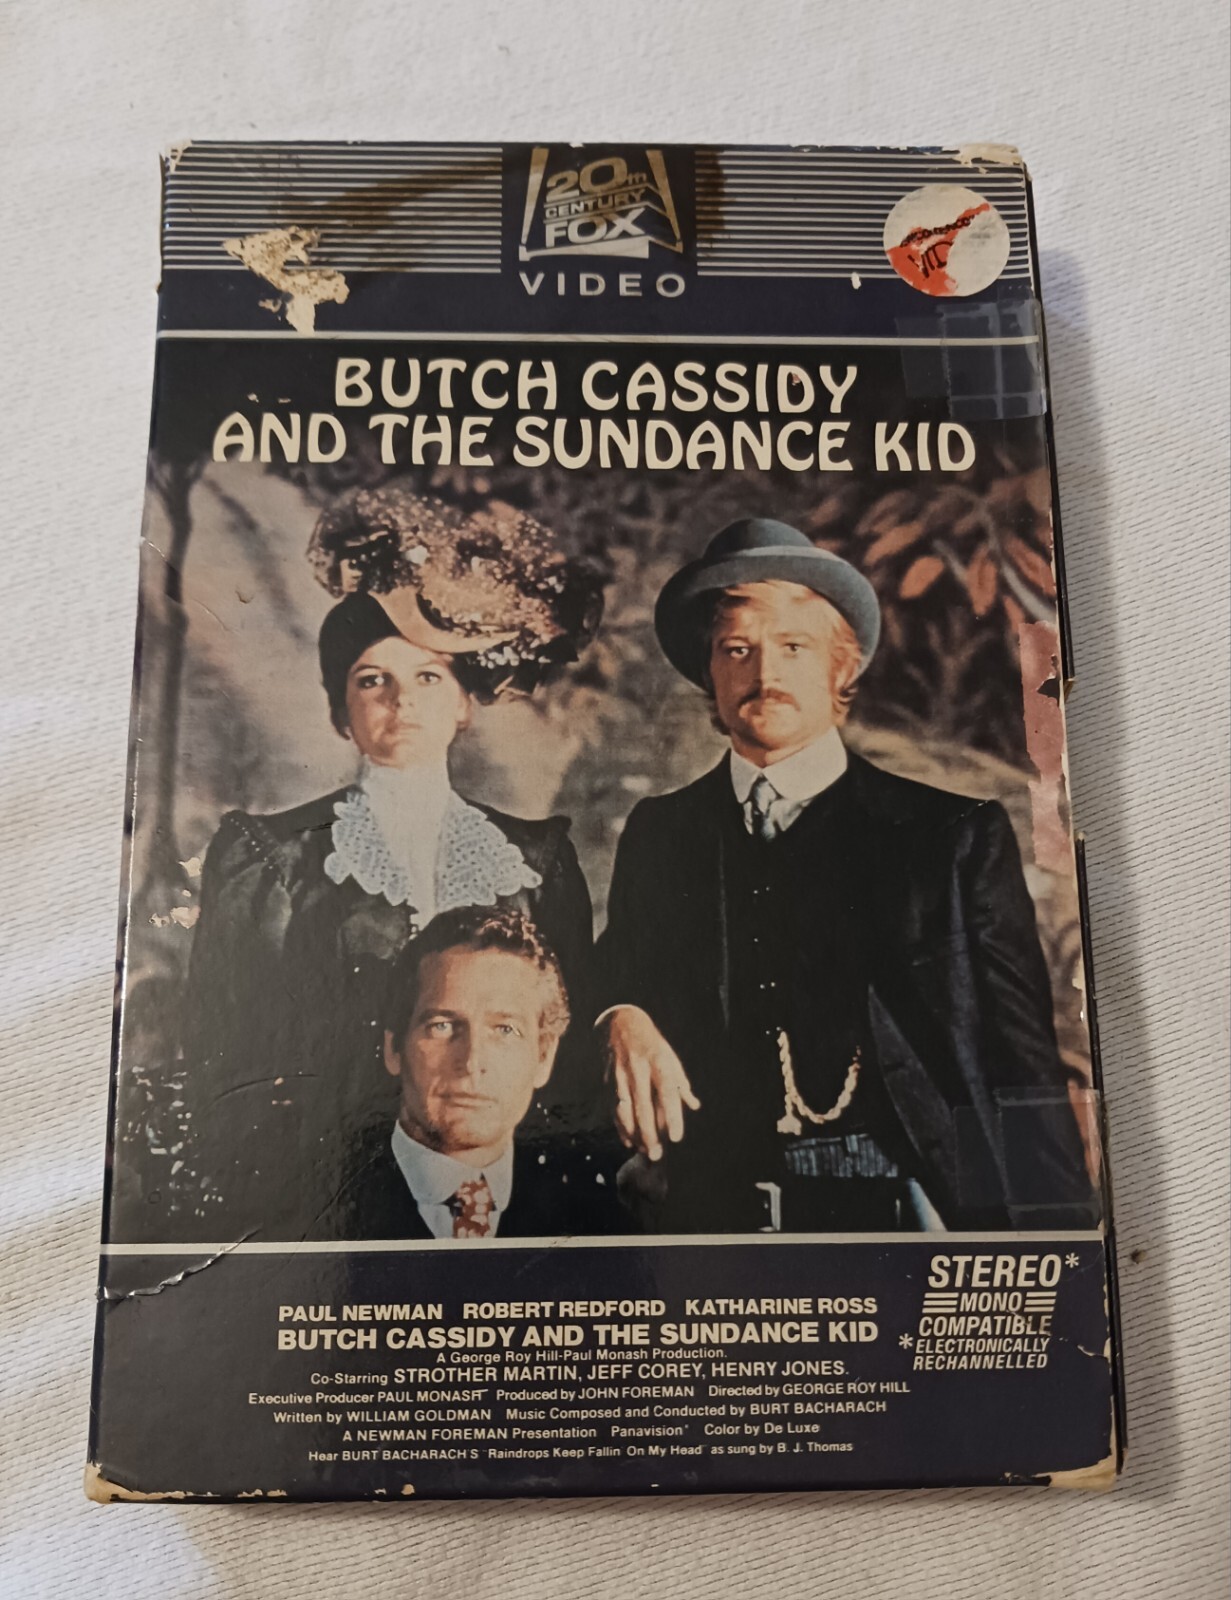 20th
CENTURY
FOX
VIDEO
BUTCH CASSIDY
AND THE SUNDANCE KID
STEREO*
MONO
COMPATIBLE
*ELECTRONICALLY
RECHANNELLED
PAUL NEWMAN ROBERT REDFORD KATHARINE ROSS
BUTCH CASSIDY AND THE SUNDANCE KID
A George Roy Hill-Paul Monash Production.
Co-Starring STROTHER MARTIN, JEFF COREY, HENRY JONES.
Executive Producer PAUL MONASH Produced by JOHN FOREMAN Directed by GEORGE ROY HILL
Written by WILLIAM GOLDMAN Music Composed and Conducted by BURT BACHARACH
A NEWMAN FOREMAN Presentation Panavision® Color by De Luxe
Hear BURT BACHARACH'S "Raindrops Keep Fallin' On My Head" as sung by B. J. Thomas